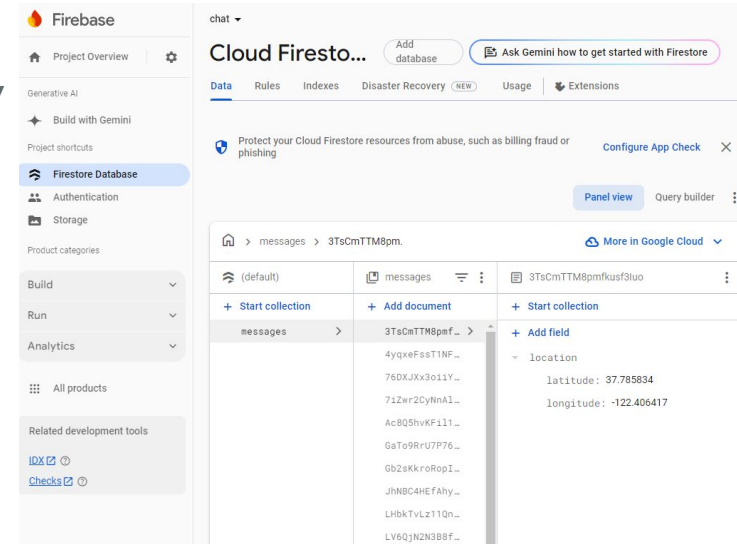 Firebase
Project Overview
Generative AI
Build with Gemini
Project shortcuts
Firestore Database
Authentication
Storage
Product categories
Build
Run
Analytics
All products
Related development tools
IDX
Checks
chat
Cloud Firesto...
Add
database
Ask Gemini how to get started with Firestore
Data Rules Indexes Disaster Recovery NEW Usage Extensions
Protect your Cloud Firestore resources from abuse, such as billing fraud or
phishing
Configure App Check
Panel view Query builder
> messages > 3TsCmTTM8pm.
More in Google Cloud
(default)
+ Start collection
messages
messages
+ Add document
3TsCmTTM8pmf…
4yqxeFssT1NF…
76DXJXx3oiiY…
7iZwr2CyNnAl…
Ac8Q5hvKFil1…
GaTo9RrU7P76…
Gb2sKkroRopI…
JhNBC4HEfAhy…
LHbkTvLz11Qn…
LV6QjN2N3B8f…
3TsCmTTM8pmfkusf3Iuo
+ Start collection
+ Add field
location
latitude: 37.785834
longitude: -122.406417